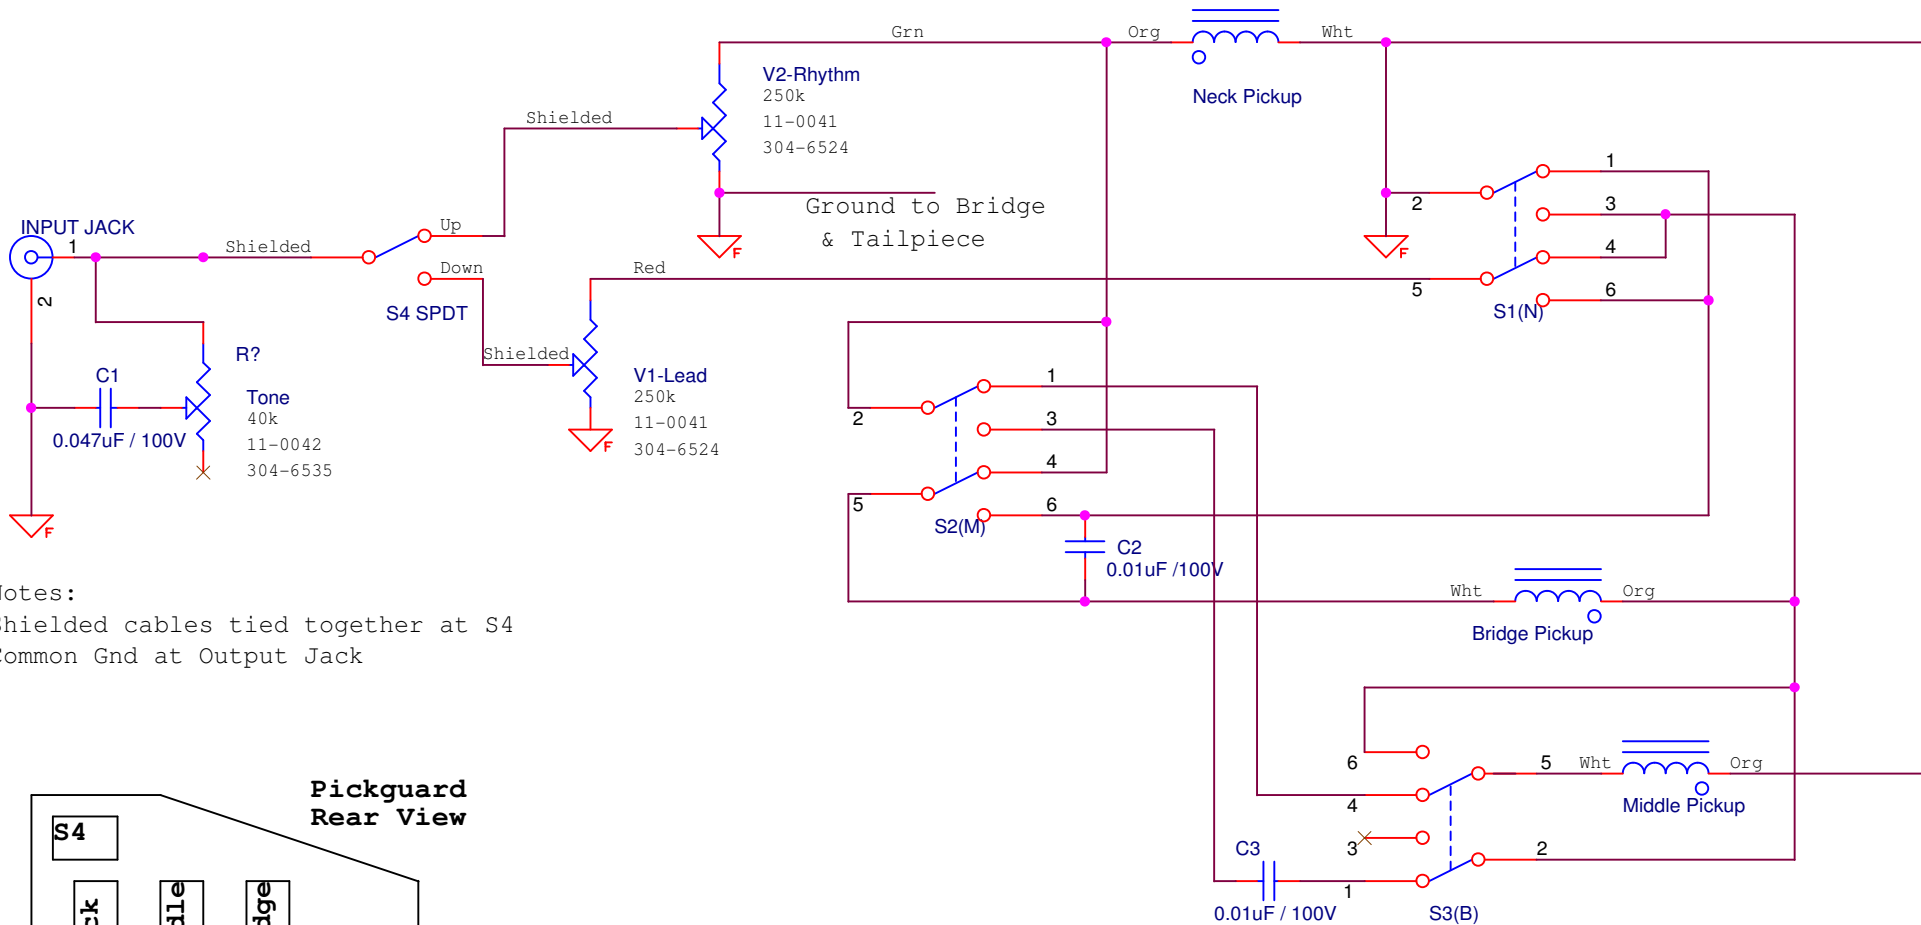 Grn
Org
Wht
V2-Rhythm
250k
11-0041
304-6524
Neck Pickup
Shielded
1
2
3
4
5
6
S1(N)
Ground to Bridge
& Tailpiece
INPUT JACK
1
2
Shielded
Up
Down
S4 SPDT
F
F
Red
Shielded
R?
Tone
40k
11-0042
304-6535
C1
0.047uF / 100V
V1-Lead
250k
11-0041
304-6524
F
F
1
2
3
4
5
6
S2(M)
C2
0.01uF /100V
Wht
Org
Bridge Pickup
Shielded cables tied together at S4
Common Gnd at Output Jack
6
5
4
3
2
1
Wht
Org
Middle Pickup
C3
0.01uF / 100V
S3(B)
Pickguard
Rear View
S4